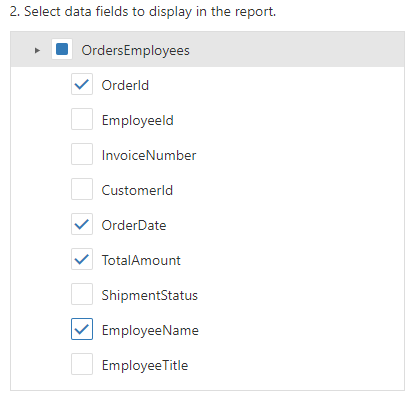 2. Select data fields to display in the report.
OrdersEmployees
OrderId
EmployeeId
InvoiceNumber
CustomerId
OrderDate
TotalAmount
ShipmentStatus
EmployeeName
EmployeeTitle